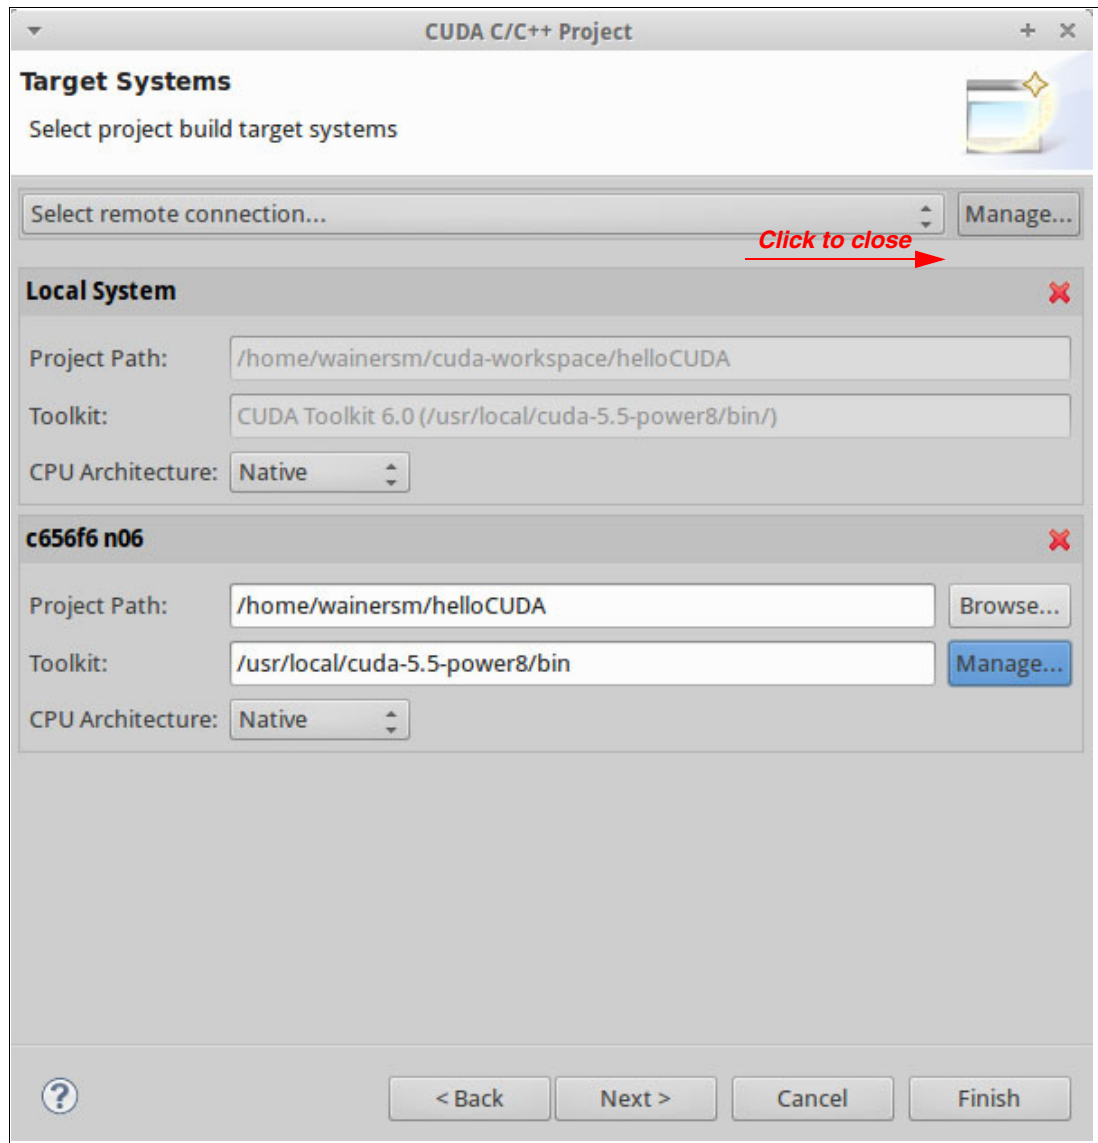 CUDA C/C++ Project
Target Systems
Select project build target systems
Select remote connection...
Manage...
Click to close
Local System
Project Path: /home/wainersm/cuda-workspace/helloCUDA
Toolkit: CUDA Toolkit 6.0 (/usr/local/cuda-5.5-power8/bin/)
CPU Architecture: Native
c656f6 n06
Project Path: /home/wainersm/helloCUDA Browse...
Toolkit: /usr/local/cuda-5.5-power8/bin Manage...
CPU Architecture: Native
? < Back Next > Cancel Finish